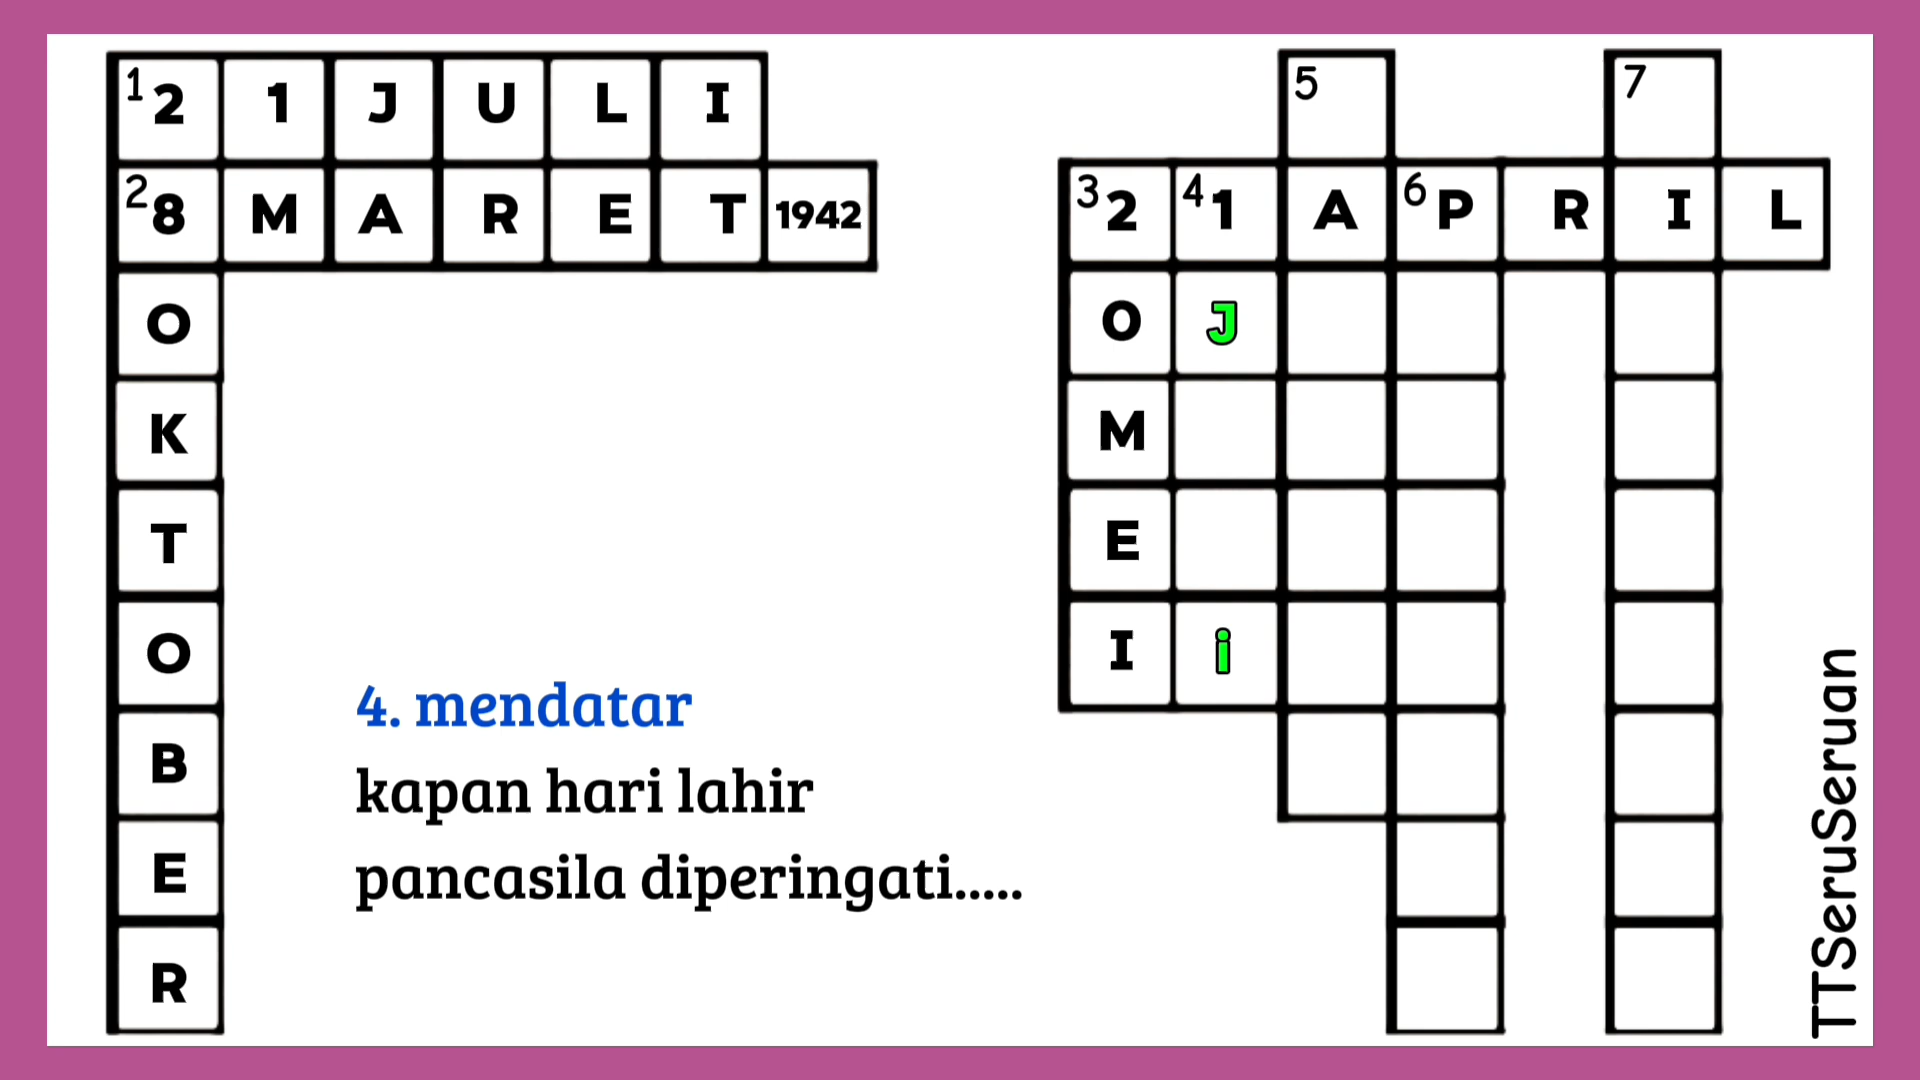 1 2 1 J U L I
2 8 M A R E T 1942
O
K
T
O
B
E
R
5 7
3 2 4 1 A 6 P R I L
O J
M
E
I i
4. mendatar
kapan hari lahir
pancasila diperingati.....
TTSeruSeruan